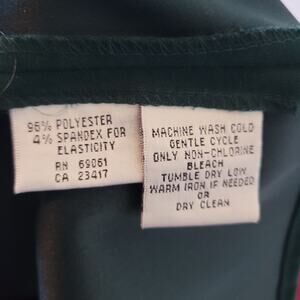 96% POLYESTER
4% SPANDEX FOR
ELASTICITY
RN 69061
CA 23417
MACHINE WASH COLD
GENTLE CYCLE
ONLY NON-CHLORINE
BLEACH
TUMBLE DRY LOW
WARM IRON IF NEEDED
OR
DRY CLEAN